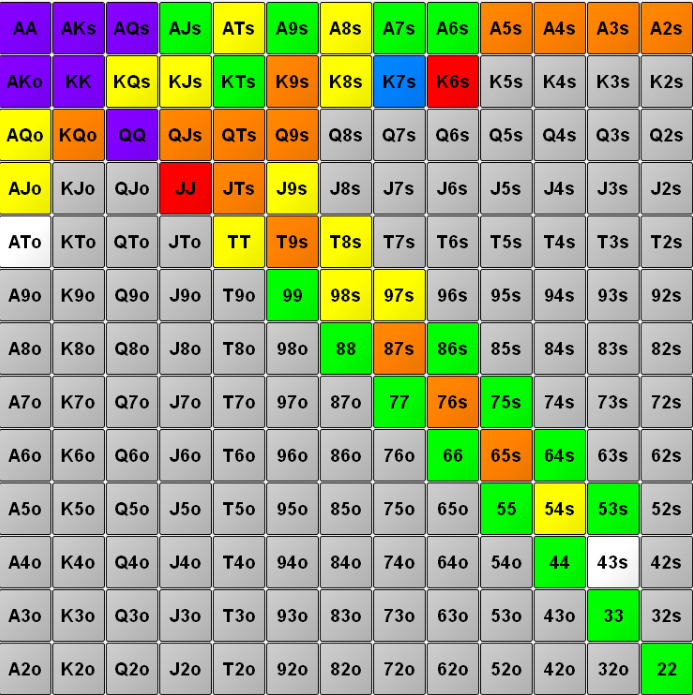 AA AKs AQs AJs ATs A9s A8s A7s A6s A5s A4s A3s A2s
AKo KK KQs KJs KTs K9s K8s K7s K6s K5s K4s K3s K2s
AQo KQo QQ QJs QTs Q9s Q8s Q7s Q6s Q5s Q4s Q3s Q2s
AJo KJo QJo JJ JTs J9s J8s J7s J6s J5s J4s J3s J2s
ATo KTo QTo JTo TT T9s T8s T7s T6s T5s T4s T3s T2s
A9o K9o Q9o J9o T9o 99 98s 97s 96s 95s 94s 93s 92s
A8o K8o Q8o J8o T8o 98o 88 87s 86s 85s 84s 83s 82s
A7o K7o Q7o J7o T7o 97o 87o 77 76s 75s 74s 73s 72s
A6o K6o Q6o J6o T6o 96o 86o 76o 66 65s 64s 63s 62s
A5o K5o Q5o J5o T5o 95o 85o 75o 65o 55 54s 53s 52s
A4o K4o Q4o J4o T4o 94o 84o 74o 64o 54o 44 43s 42s
A3o K3o Q3o J3o T3o 93o 83o 73o 63o 53o 43o 33 32s
A2o K2o Q2o J2o T2o 92o 82o 72o 62o 52o 42o 32o 22